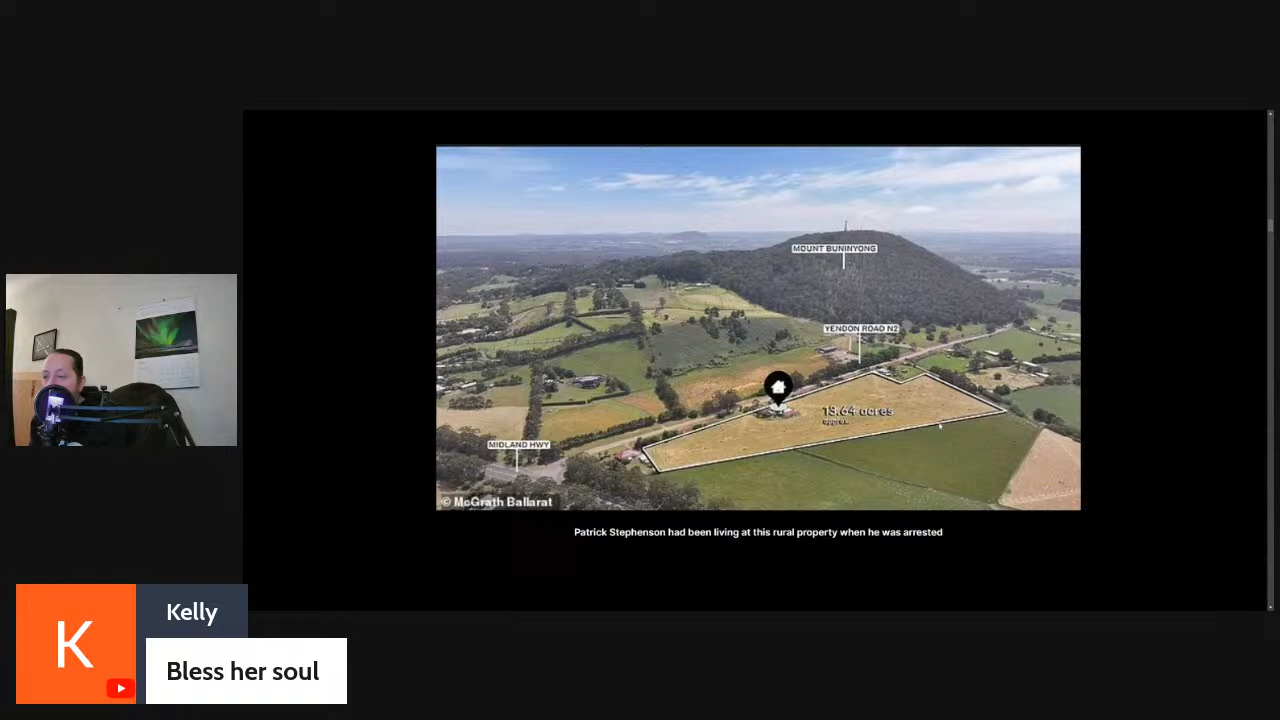 MOUNT BUNINYONG
YENDON ROAD N2
13.64 acres
approx.
MIDLAND HWY
© McGrath Ballarat
Patrick Stephenson had been living at this rural property when he was arrested
K
Kelly
Bless her soul